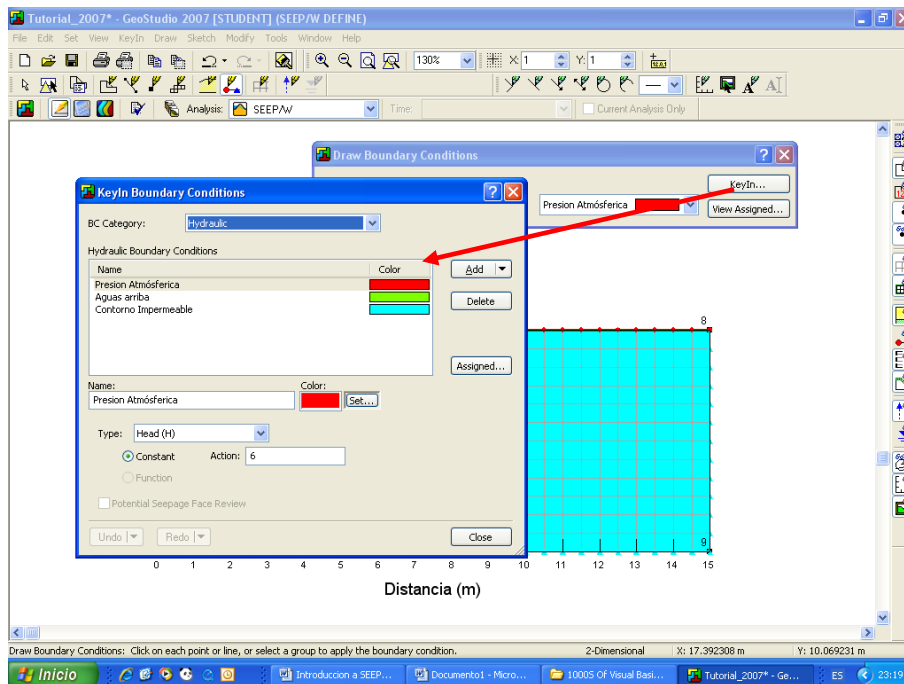 Tutorial_2007* - GeoStudio 2007 [STUDENT] (SEEP/W DEFINE)
File Edit Set View KeyIn Draw Sketch Modify Tools Window Help
130% X: 1 Y: 1
Analysis: SEEP/W Time: Current Analysis Only
Draw Boundary Conditions
Presion Atmósferica KeyIn...
View Assigned...
KeyIn Boundary Conditions
BC Category: Hydraulic
Hydraulic Boundary Conditions
Name Color
Presion Atmósferica
Aguas arriba
Contorno Impermeable
Add
Delete
Assigned...
Name: Color:
Presion Atmósferica Set...
Type: Head (H)
Constant Action: 6
Function
Potential Seepage Face Review
Undo Redo Close
8
9
0 1 2 3 4 5 6 7 8 9 10 11 12 13 14 15
Distancia (m)
Draw Boundary Conditions: Click on each point or line, or select a group to apply the boundary condition. 2-Dimensional X: 17.392308 m Y: 10.069231 m
Inicio Introduccion a SEEP... Documento1 - Micro... 1000S Of Visual Basi... Tutorial_2007* - Ge... ES 23:19